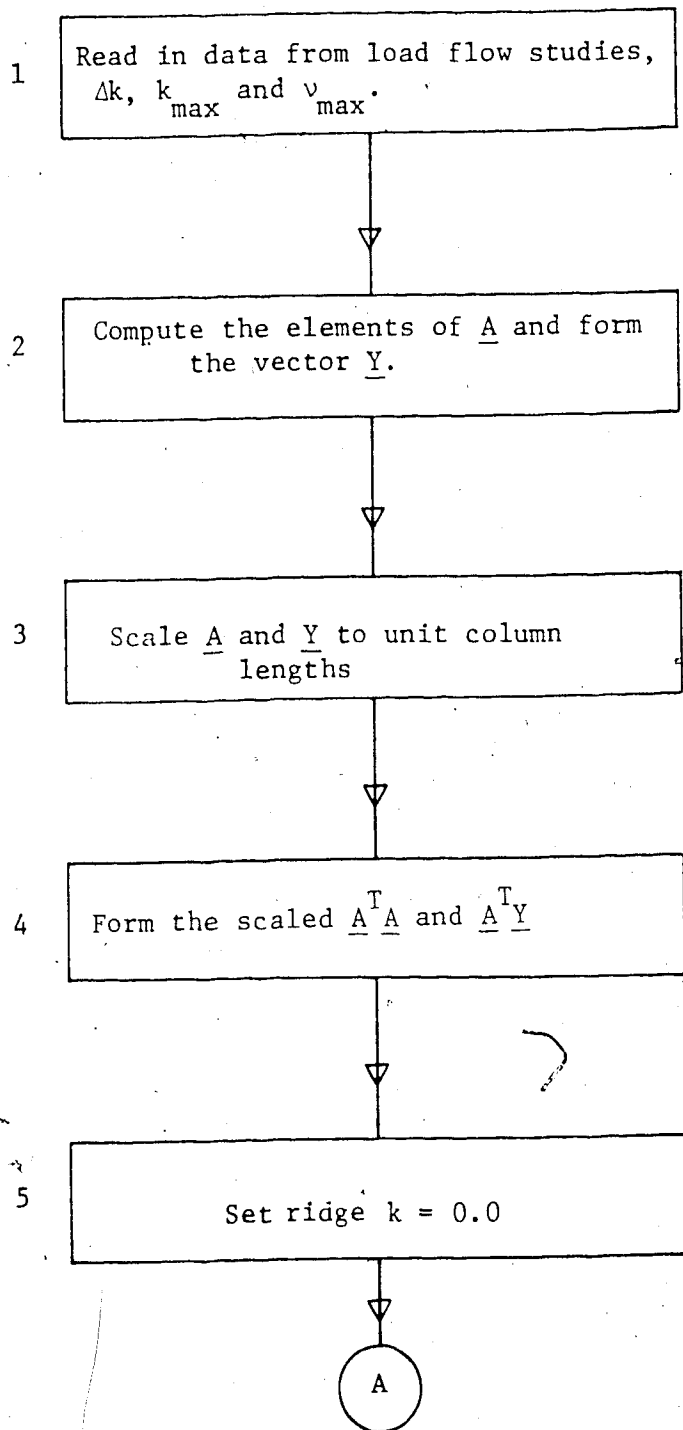 1
Read in data from load flow studies,
Δk, k_max and ν_max.
2
Compute the elements of A and form
the vector Y.
3
Scale A and Y to unit column
lengths
4
Form the scaled A^T A and A^T Y
5
Set ridge k = 0.0
A